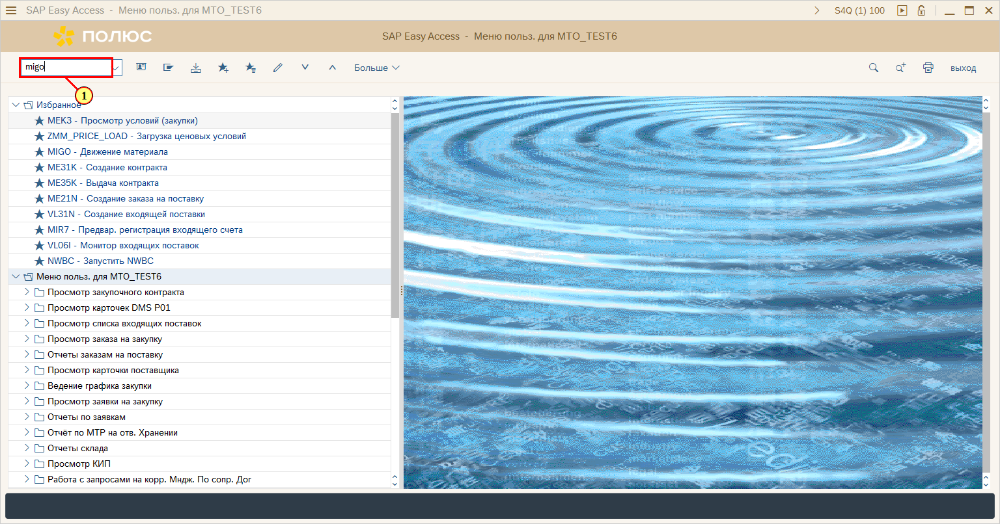 SAP Easy Access - Меню польз. для MTO_TEST6
S4Q (1) 100
ПОЛЮС
SAP Easy Access - Меню польз. для MTO_TEST6
migo
Больше
выход
1
Избранное
MEK3 - Просмотр условий (закупки)
ZMM_PRICE_LOAD - Загрузка ценовых условий
MIGO - Движение материала
ME31K - Создание контракта
ME35K - Выдача контракта
ME21N - Создание заказа на поставку
VL31N - Создание входящей поставки
MIR7 - Предвар. регистрация входящего счета
VL06I - Монитор входящих поставок
NWBC - Запустить NWBC
Меню польз. для MTO_TEST6
Просмотр закупочного контракта
Просмотр карточек DMS P01
Просмотр списка входящих поставок
Просмотр заказа на закупку
Отчеты заказам на поставку
Просмотр карточки поставщика
Ведение графика закупки
Просмотр заявки на закупку
Отчеты по заявкам
Отчёт по МТР на отв. Хранении
Отчеты склада
Просмотр КИП
Работа с запросами на корр. Мндж. По сопр. Дог
besteuerung
marketplace